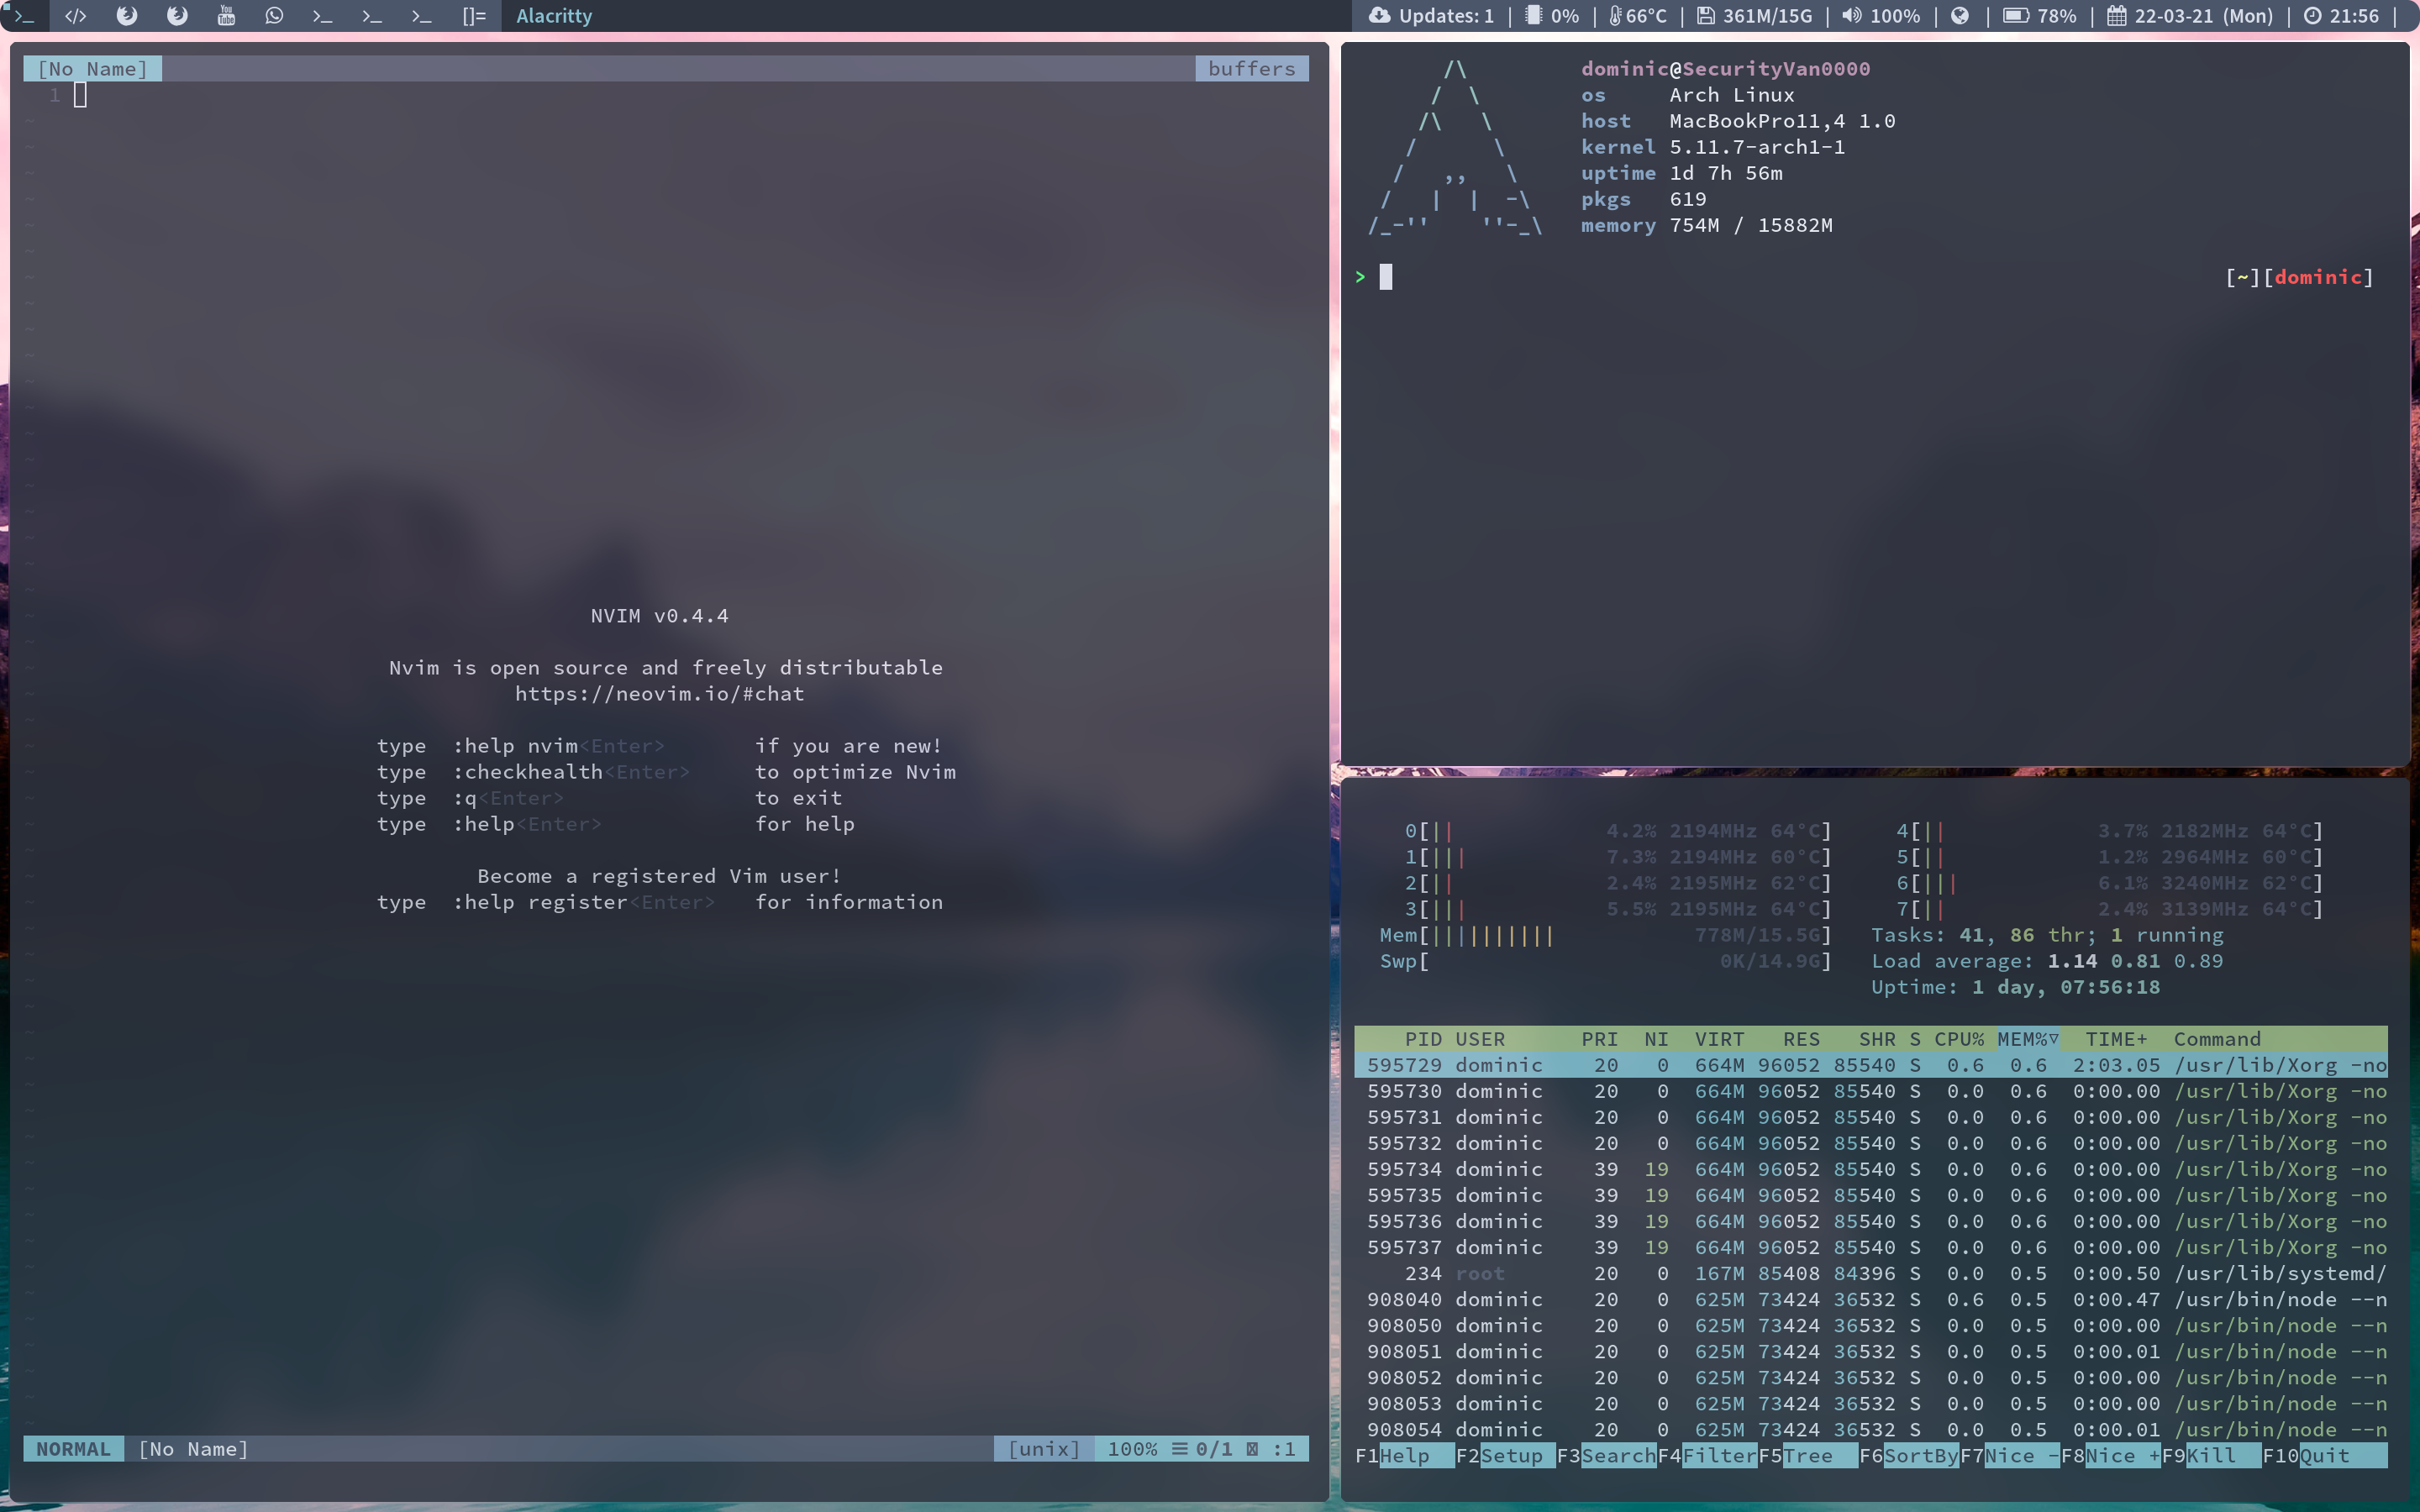 >_ </> You Tube >_ >_ >_ []= Alacritty Updates: 1 | 0% | 66°C | 361M/15G | 100% | | 78% | 22-03-21 (Mon) | 21:56 |
[No Name] buffers
1
NVIM v0.4.4
Nvim is open source and freely distributable
https://neovim.io/#chat
type :help nvim<Enter> if you are new!
type :checkhealth<Enter> to optimize Nvim
type :q<Enter> to exit
type :help<Enter> for help
Become a registered Vim user!
type :help register<Enter> for information
NORMAL [No Name] [unix] 100% ☰ 0/1 :1
/\ dominic@SecurityVan0000
/ \ os Arch Linux
/\ \ host MacBookPro11,4 1.0
/ \ kernel 5.11.7-arch1-1
/ ,, \ uptime 1d 7h 56m
/ | | -\ pkgs 619
/_-'' ''-_\ memory 754M / 15882M
> [~][dominic]
0[|| 4.2% 2194MHz 64°C] 4[|| 3.7% 2182MHz 64°C]
1[||| 7.3% 2194MHz 60°C] 5[|| 1.2% 2964MHz 60°C]
2[|| 2.4% 2195MHz 62°C] 6[||| 6.1% 3240MHz 62°C]
3[||| 5.5% 2195MHz 64°C] 7[|| 2.4% 3139MHz 64°C]
Mem[|||||||||| 778M/15.5G] Tasks: 41, 86 thr; 1 running
Swp[ 0K/14.9G] Load average: 1.14 0.81 0.89
Uptime: 1 day, 07:56:18
PID USER PRI NI VIRT RES SHR S CPU% MEM%▽ TIME+ Command
595729 dominic 20 0 664M 96052 85540 S 0.6 0.6 2:03.05 /usr/lib/Xorg -no
595730 dominic 20 0 664M 96052 85540 S 0.0 0.6 0:00.00 /usr/lib/Xorg -no
595731 dominic 20 0 664M 96052 85540 S 0.0 0.6 0:00.00 /usr/lib/Xorg -no
595732 dominic 20 0 664M 96052 85540 S 0.0 0.6 0:00.00 /usr/lib/Xorg -no
595734 dominic 39 19 664M 96052 85540 S 0.0 0.6 0:00.00 /usr/lib/Xorg -no
595735 dominic 39 19 664M 96052 85540 S 0.0 0.6 0:00.00 /usr/lib/Xorg -no
595736 dominic 39 19 664M 96052 85540 S 0.0 0.6 0:00.00 /usr/lib/Xorg -no
595737 dominic 39 19 664M 96052 85540 S 0.0 0.6 0:00.00 /usr/lib/Xorg -no
234 root 20 0 167M 85408 84396 S 0.0 0.5 0:00.50 /usr/lib/systemd/
908040 dominic 20 0 625M 73424 36532 S 0.6 0.5 0:00.47 /usr/bin/node --n
908050 dominic 20 0 625M 73424 36532 S 0.0 0.5 0:00.00 /usr/bin/node --n
908051 dominic 20 0 625M 73424 36532 S 0.0 0.5 0:00.01 /usr/bin/node --n
908052 dominic 20 0 625M 73424 36532 S 0.0 0.5 0:00.00 /usr/bin/node --n
908053 dominic 20 0 625M 73424 36532 S 0.0 0.5 0:00.00 /usr/bin/node --n
908054 dominic 20 0 625M 73424 36532 S 0.0 0.5 0:00.01 /usr/bin/node --n
F1Help F2Setup F3SearchF4FilterF5Tree F6SortByF7Nice -F8Nice +F9Kill F10Quit